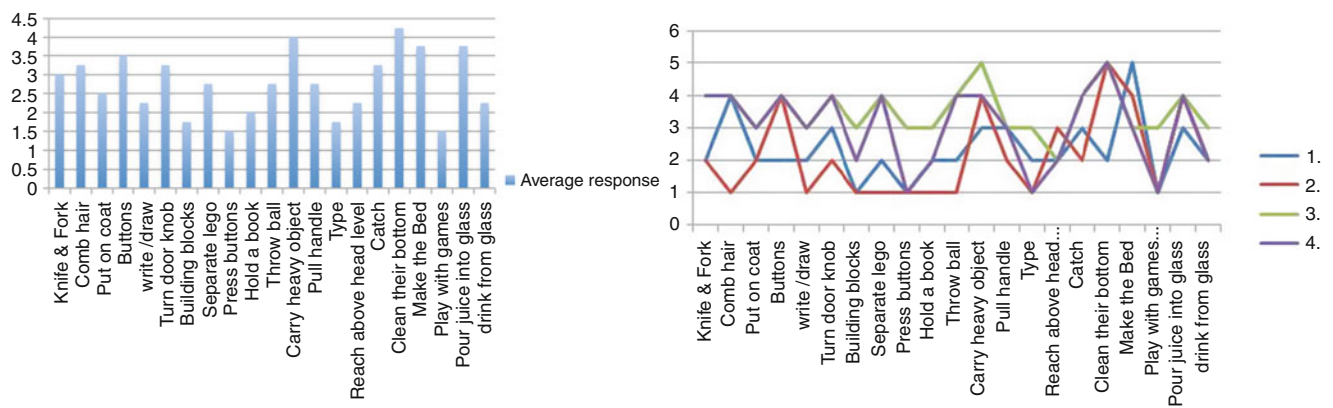 4.5
4
3.5
3
2.5
2
1.5
1
0.5
0
Knife & Fork
Comb hair
Put on coat
Buttons
write /draw
Turn door knob
Building blocks
Separate lego
Press buttons
Hold a book
Throw ball
Carry heavy object
Pull handle
Type
Reach above head level
Catch
Clean their bottom
Make the Bed
Play with games
Pour juice into glass
drink from glass
Average response
6
5
4
3
2
1
0
Knife & Fork
Comb hair
Put on coat
Buttons
write /draw
Turn door knob
Building blocks
Separate lego
Press buttons
Hold a book
Throw ball
Carry heavy object
Pull handle
Type
Reach above head...
Catch
Clean their bottom
Make the Bed
Play with games...
Pour juice into glass
drink from glass
1.
2.
3.
4.